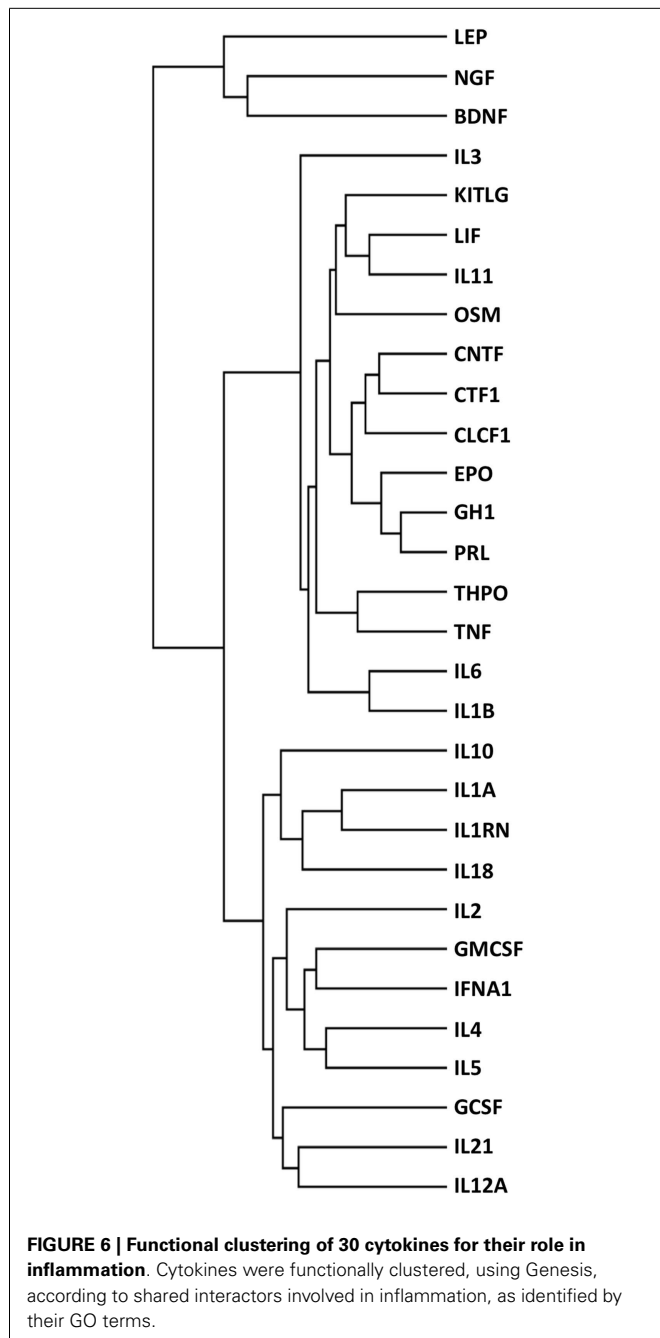 LEP
NGF
BDNF
IL3
KITLG
LIF
IL11
OSM
CNTF
CTF1
CLCF1
EPO
GH1
PRL
THPO
TNF
IL6
IL1B
IL10
IL1A
IL1RN
IL18
IL2
GMCSF
IFNA1
IL4
IL5
GCSF
IL21
IL12A
FIGURE 6 | Functional clustering of 30 cytokines for their role in
inflammation. Cytokines were functionally clustered, using Genesis,
according to shared interactors involved in inflammation, as identified by
their GO terms.